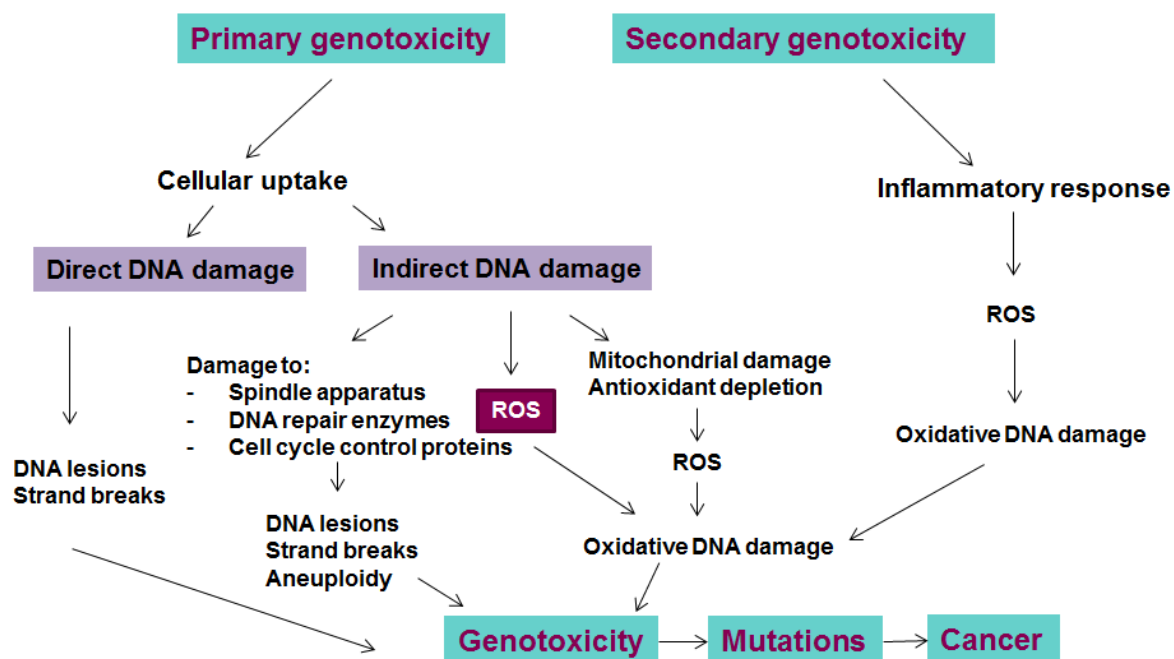 Primary genotoxicity
Secondary genotoxicity
Cellular uptake
Inflammatory response
Direct DNA damage
Indirect DNA damage
ROS
Damage to:
- Spindle apparatus
- DNA repair enzymes
- Cell cycle control proteins
ROS
Mitochondrial damage
Antioxidant depletion
Oxidative DNA damage
ROS
DNA lesions
Strand breaks
DNA lesions
Strand breaks
Aneuploidy
Oxidative DNA damage
Genotoxicity
Mutations
Cancer